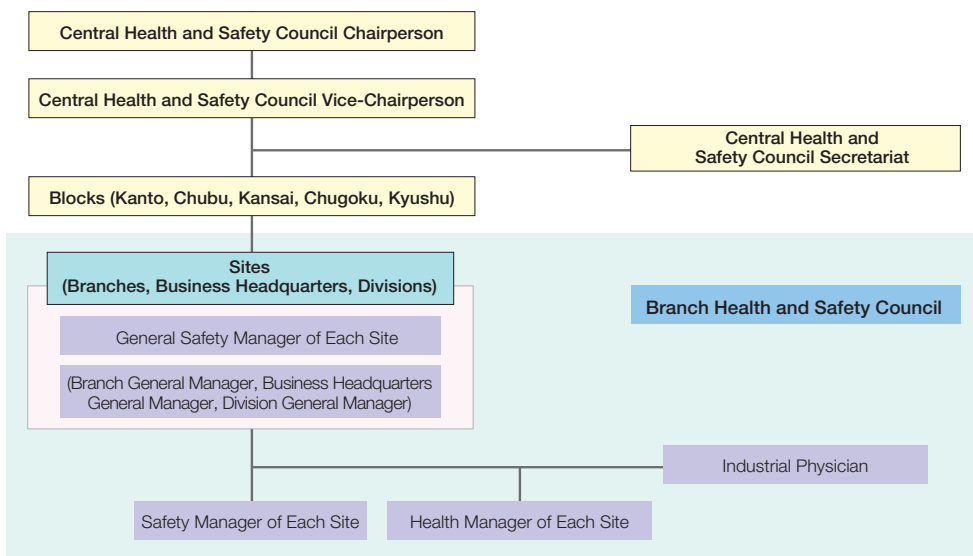 Central Health and Safety Council Chairperson
Central Health and Safety Council Vice-Chairperson
Central Health and
Safety Council Secretariat
Blocks (Kanto, Chubu, Kansai, Chugoku, Kyushu)
Sites
(Branches, Business Headquarters, Divisions)
Branch Health and Safety Council
General Safety Manager of Each Site
(Branch General Manager, Business Headquarters
General Manager, Division General Manager)
Industrial Physician
Safety Manager of Each Site
Health Manager of Each Site